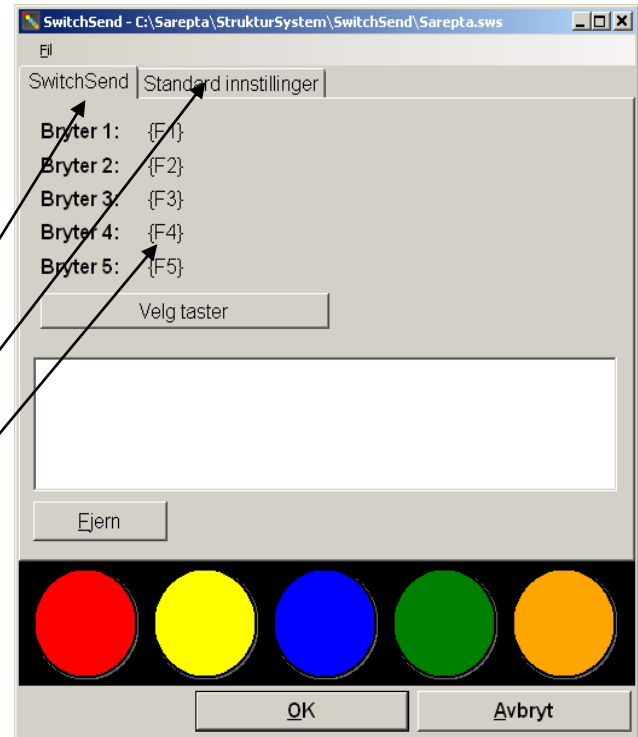 SwitchSend - C:\Sarepta\StrukturSystem\SwitchSend\Sarepta.sws
Fil
SwitchSend Standard innstillinger
Bryter 1: {F1}
Bryter 2: {F2}
Bryter 3: {F3}
Bryter 4: {F4}
Bryter 5: {F5}
Velg taster
Fjern
OK Avbryt